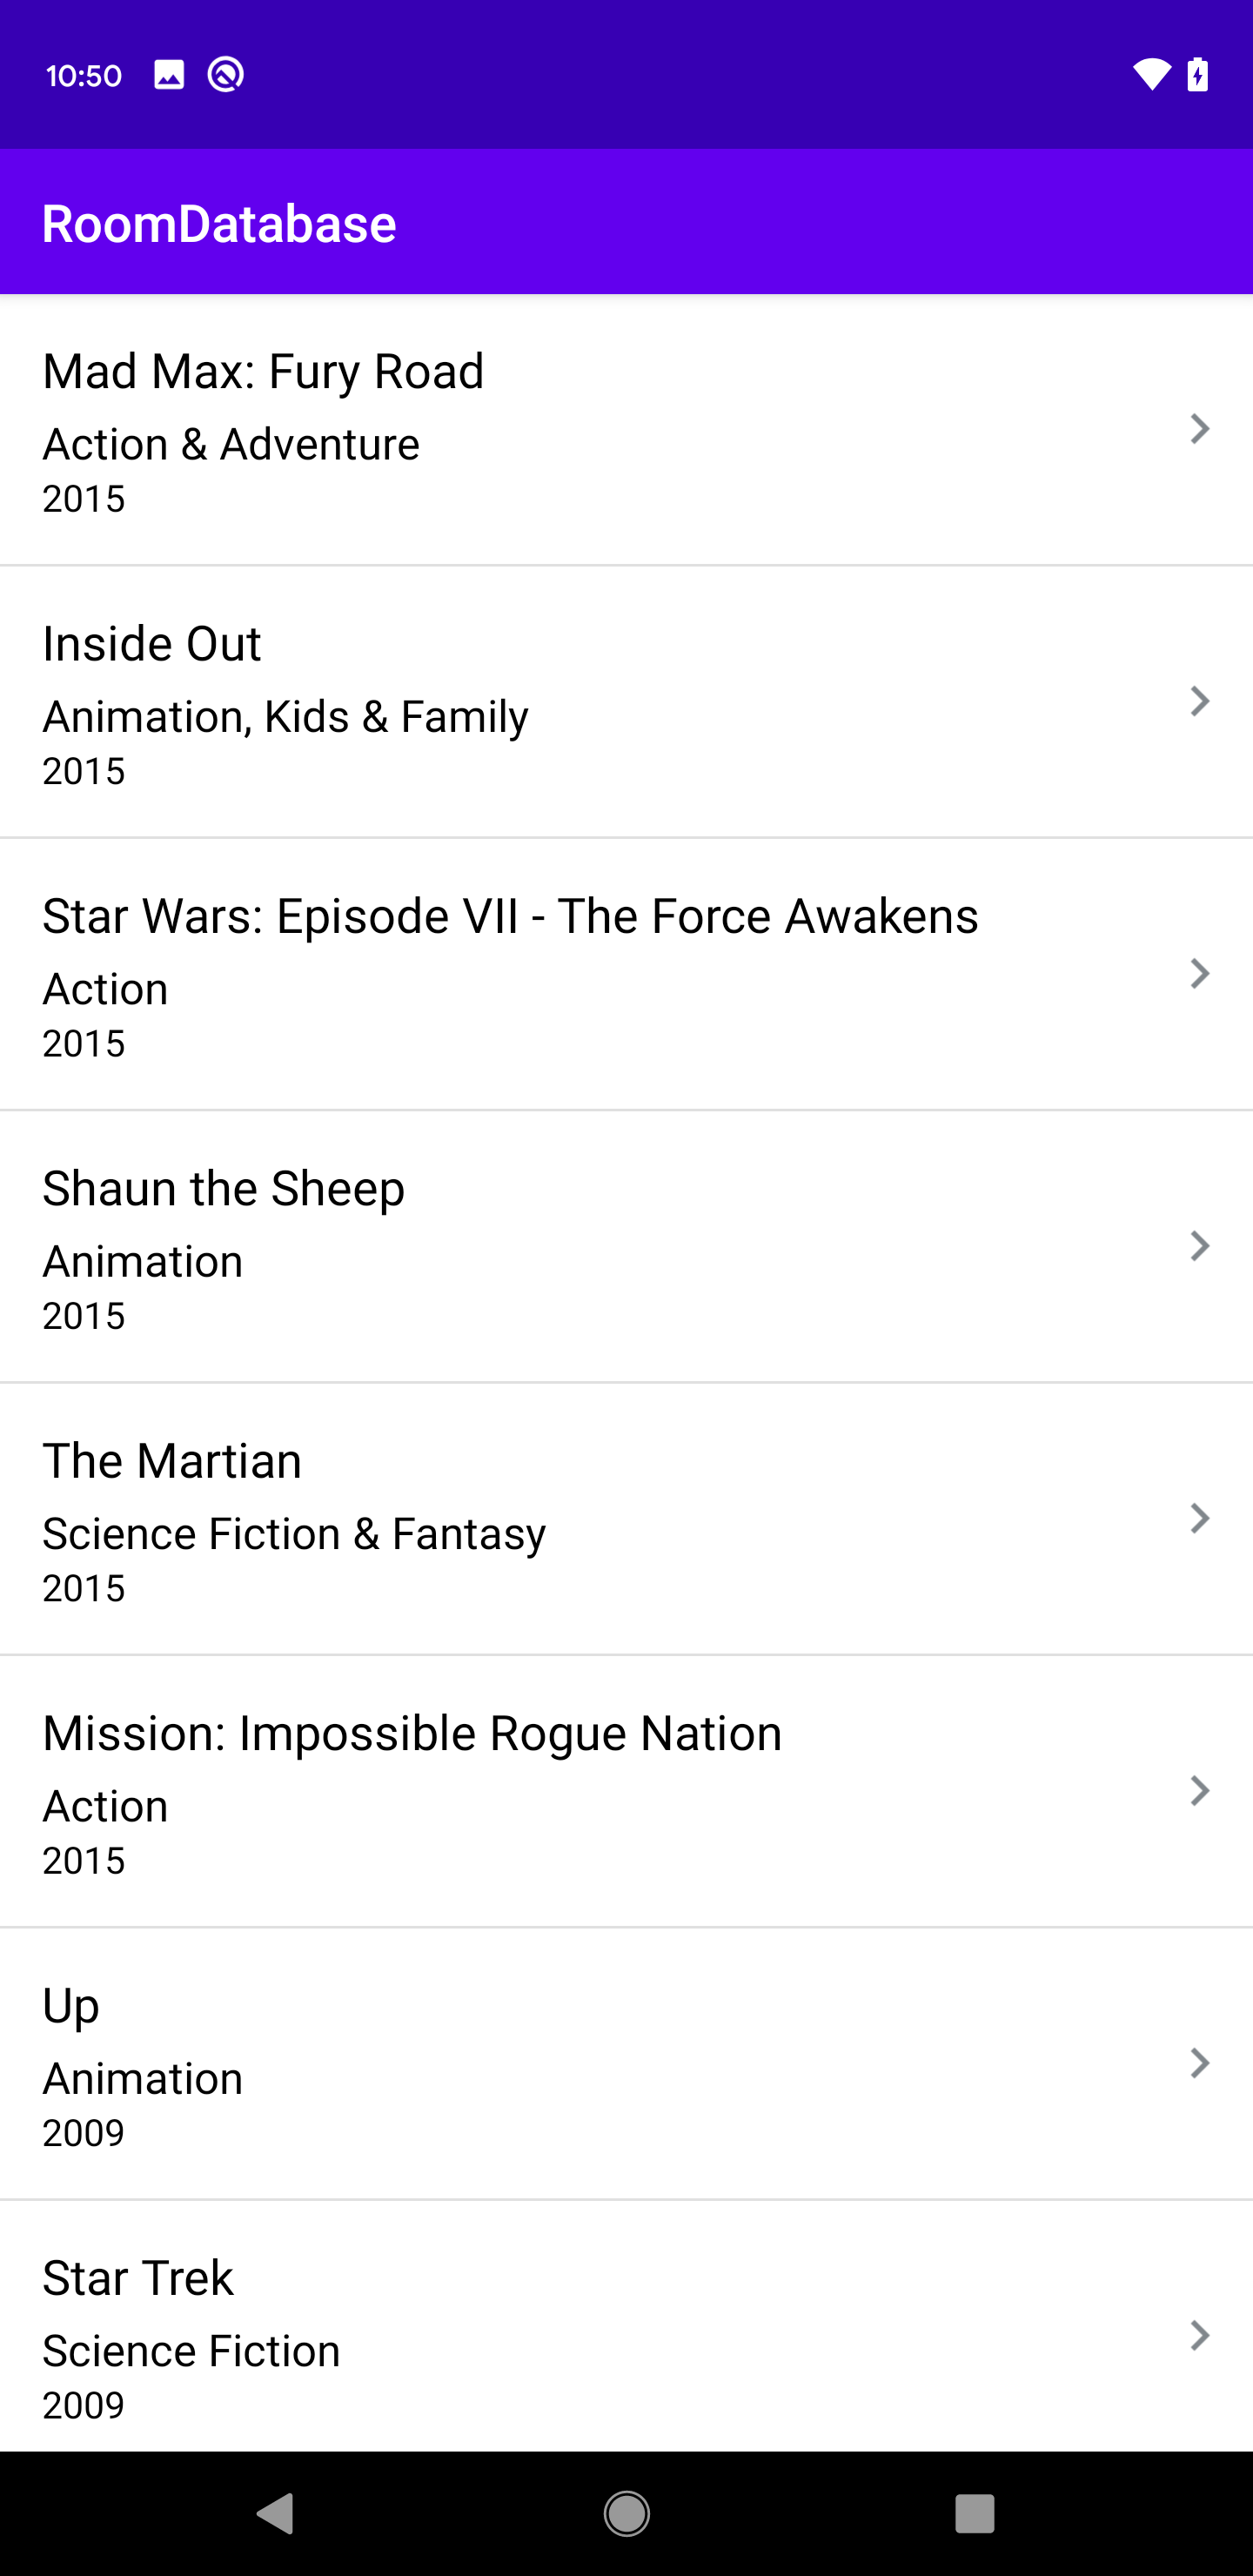 10:50
RoomDatabase
Mad Max: Fury Road
Action & Adventure
2015
Inside Out
Animation, Kids & Family
2015
Star Wars: Episode VII - The Force Awakens
Action
2015
Shaun the Sheep
Animation
2015
The Martian
Science Fiction & Fantasy
2015
Mission: Impossible Rogue Nation
Action
2015
Up
Animation
2009
Star Trek
Science Fiction
2009